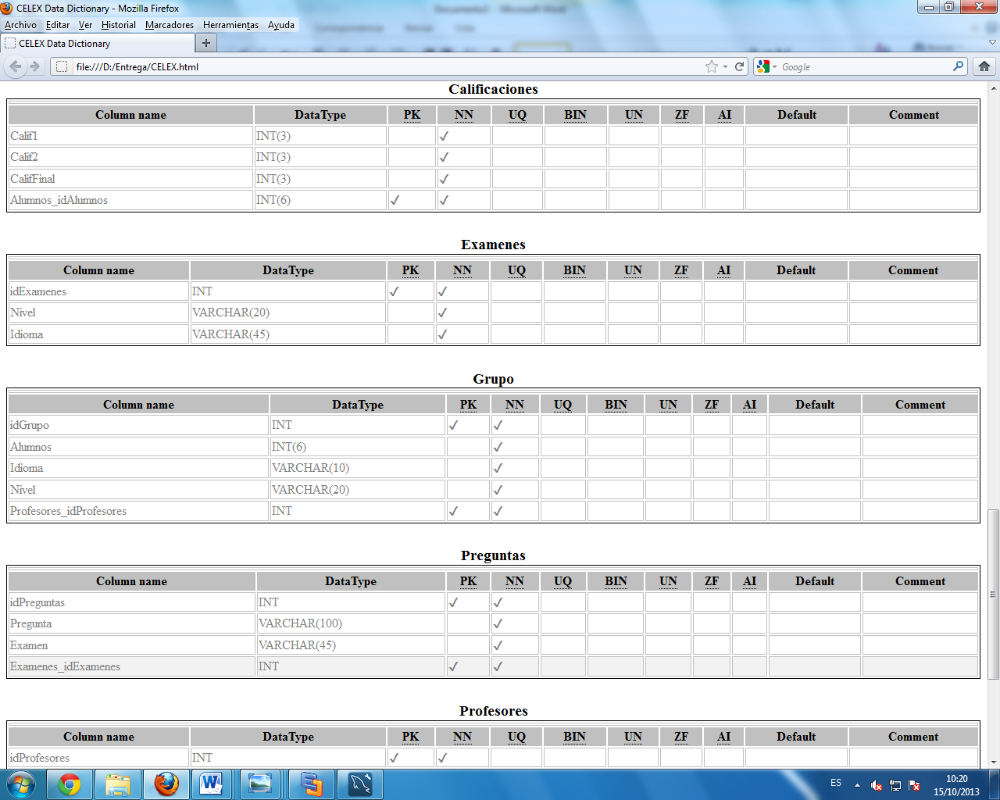 CELEX Data Dictionary - Mozilla Firefox
Archivo Editar Ver Historial Marcadores Herramientas Ayuda
CELEX Data Dictionary
file:///D:/Entrega/CELEX.html Google
Calificaciones
Column name DataType PK NN UQ BIN UN ZF AI Default Comment
Calif1 INT(3) ✓
Calif2 INT(3) ✓
CalifFinal INT(3) ✓
Alumnos_idAlumnos INT(6) ✓ ✓
Examenes
Column name DataType PK NN UQ BIN UN ZF AI Default Comment
idExamenes INT ✓ ✓
Nivel VARCHAR(20) ✓
Idioma VARCHAR(45) ✓
Grupo
Column name DataType PK NN UQ BIN UN ZF AI Default Comment
idGrupo INT ✓ ✓
Alumnos INT(6) ✓
Idioma VARCHAR(10) ✓
Nivel VARCHAR(20) ✓
Profesores_idProfesores INT ✓ ✓
Preguntas
Column name DataType PK NN UQ BIN UN ZF AI Default Comment
idPreguntas INT ✓ ✓
Pregunta VARCHAR(100) ✓
Examen VARCHAR(45) ✓
Examenes_idExamenes INT ✓ ✓
Profesores
Column name DataType PK NN UQ BIN UN ZF AI Default Comment
idProfesores INT ✓ ✓
ES
10:20
15/10/2013